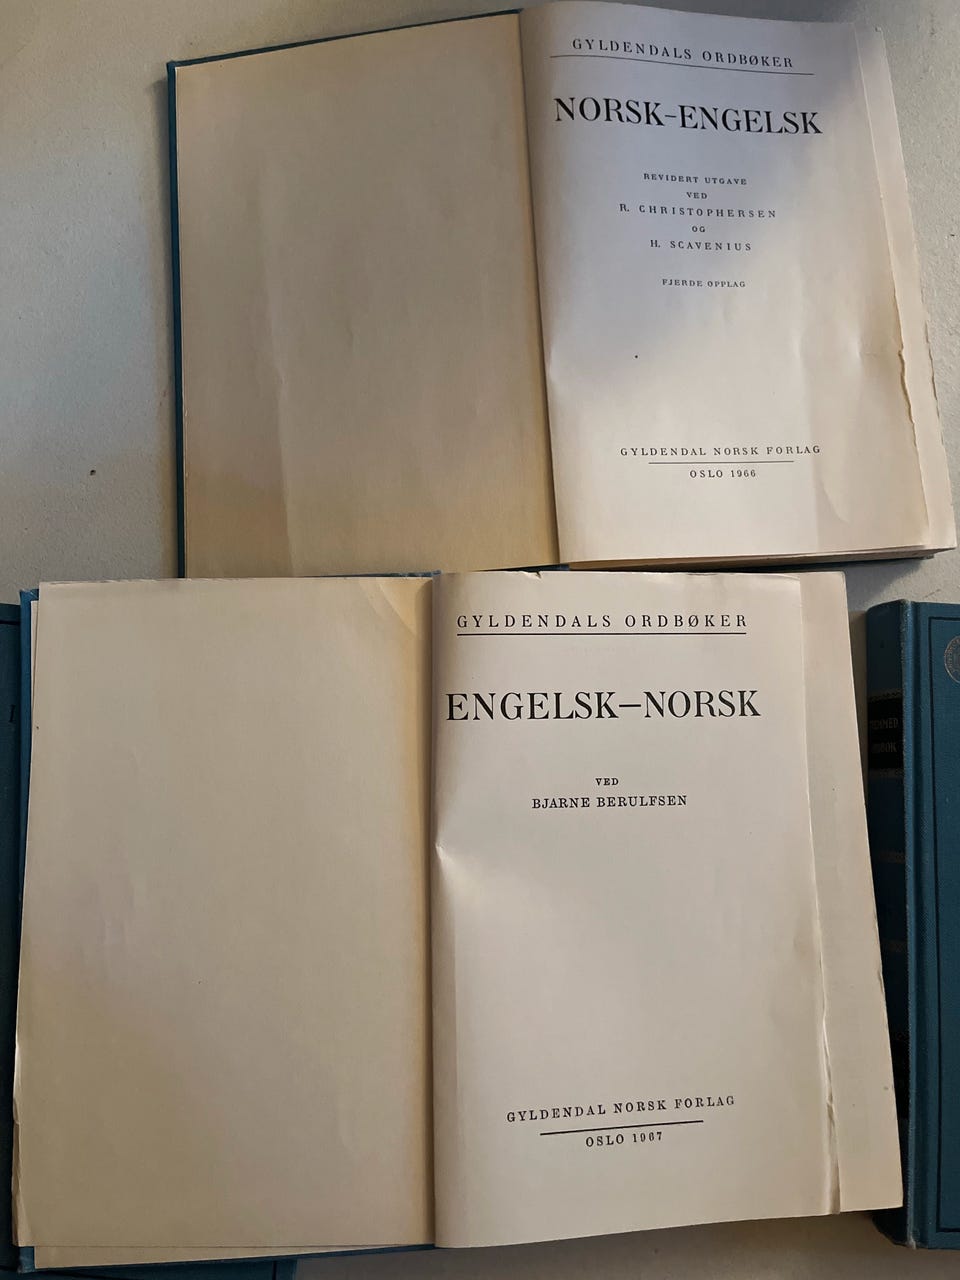 GYLDENDALS ORDBØKER
NORSK-ENGELSK
REVIDERT UTGAVE
VED
R. CHRISTOPHERSEN
OG
H. SCAVENIUS
FJERDE OPPLAG
GYLDENDAL NORSK FORLAG
OSLO 1966
GYLDENDALS ORDBØKER
ENGELSK—NORSK
VED
BJARNE BERULFSEN
GYLDENDAL NORSK FORLAG
OSLO 1967